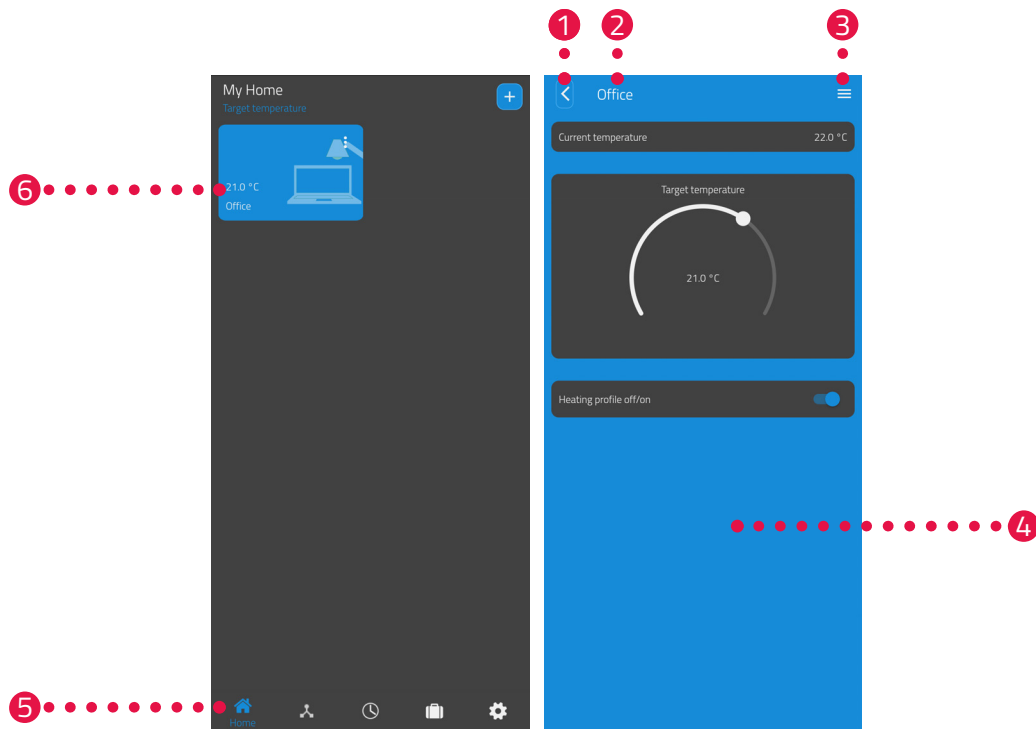 1 2 3
My Home
Target temperature
+
21.0 °C
Office
Home
Office
Current temperature 22.0 °C
Target temperature
21.0 °C
Heating profile off/on
6
4
5